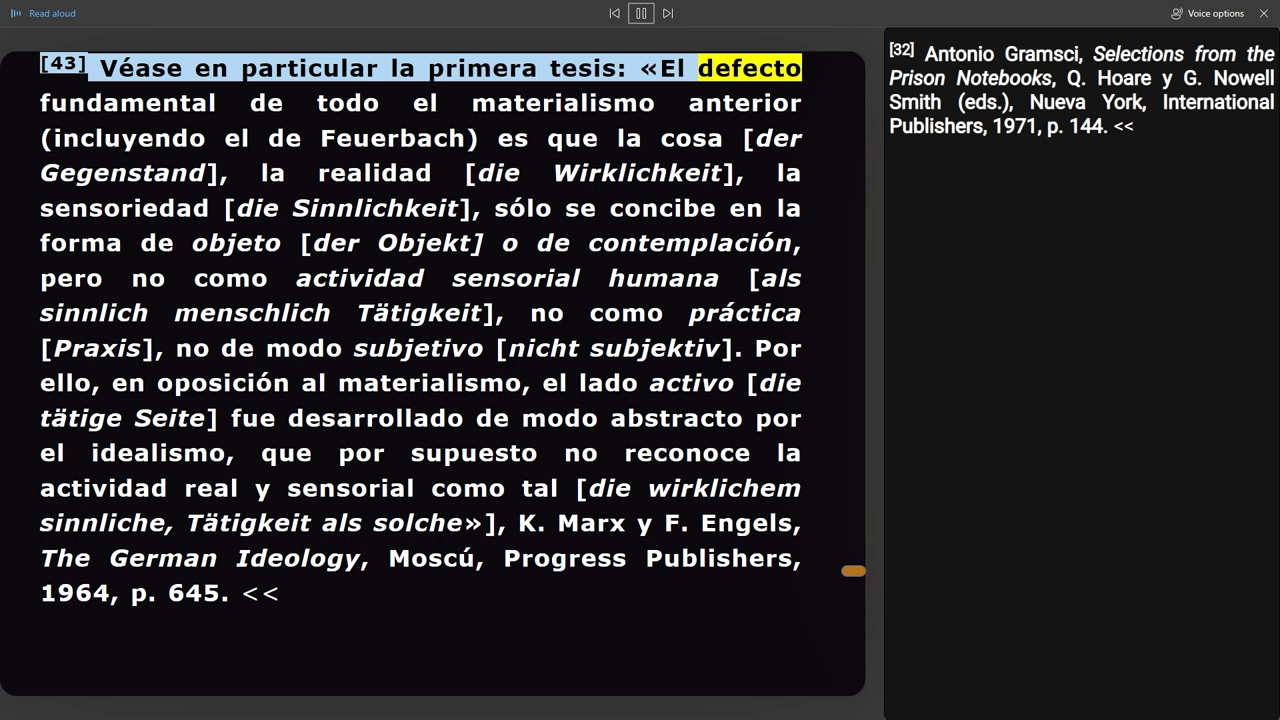 Read aloud
Voice options
[43] Véase en particular la primera tesis: «El defecto
fundamental de todo el materialismo anterior
(incluyendo el de Feuerbach) es que la cosa [der
Gegenstand], la realidad [die Wirklichkeit], la
sensoriedad [die Sinnlichkeit], sólo se concibe en la
forma de objeto [der Objekt] o de contemplación,
pero no como actividad sensorial humana [als
sinnlich menschlich Tätigkeit], no como práctica
[Praxis], no de modo subjetivo [nicht subjektiv]. Por
ello, en oposición al materialismo, el lado activo [die
tätige Seite] fue desarrollado de modo abstracto por
el idealismo, que por supuesto no reconoce la
actividad real y sensorial como tal [die wirklichem
sinnliche, Tätigkeit als solche»], K. Marx y F. Engels,
The German Ideology, Moscú, Progress Publishers,
1964, p. 645. <<
[32] Antonio Gramsci, Selections from the
Prison Notebooks, Q. Hoare y G. Nowell
Smith (eds.), Nueva York, International
Publishers, 1971, p. 144. <<